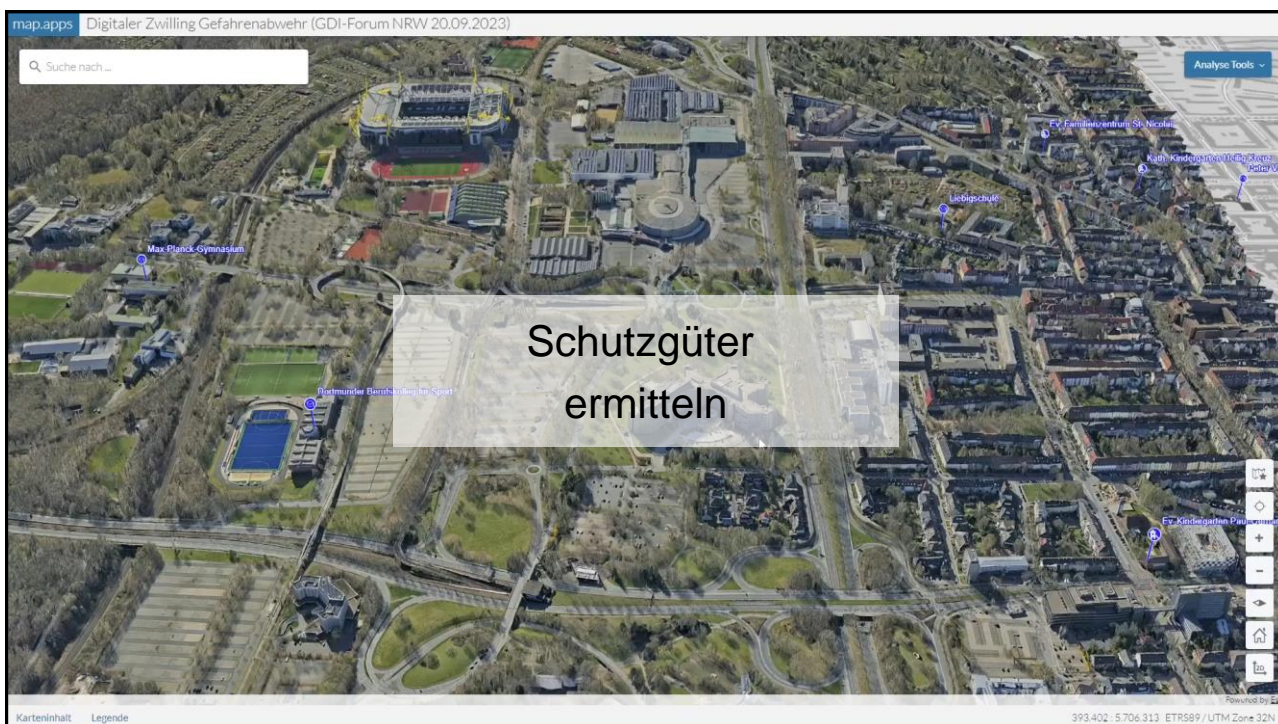 map.apps Digitaler Zwilling Gefahrenabwehr (GDI-Forum NRW 20.09.2023)
Suche nach ...
Analyse Tools
Ev. Familienzentrum St. Nicolai
Kath. Kindergarten Heilig Kreuz
Liebigschule
Max-Planck-Gymnasium
Schutzgüter
ermitteln
Dortmunder Berufskolleg für Sport
Ev. Kindergarten
2D
Powered by
Karteninhalt Legende
393.402 : 5.706.313 ETRS89 / UTM Zone 32N